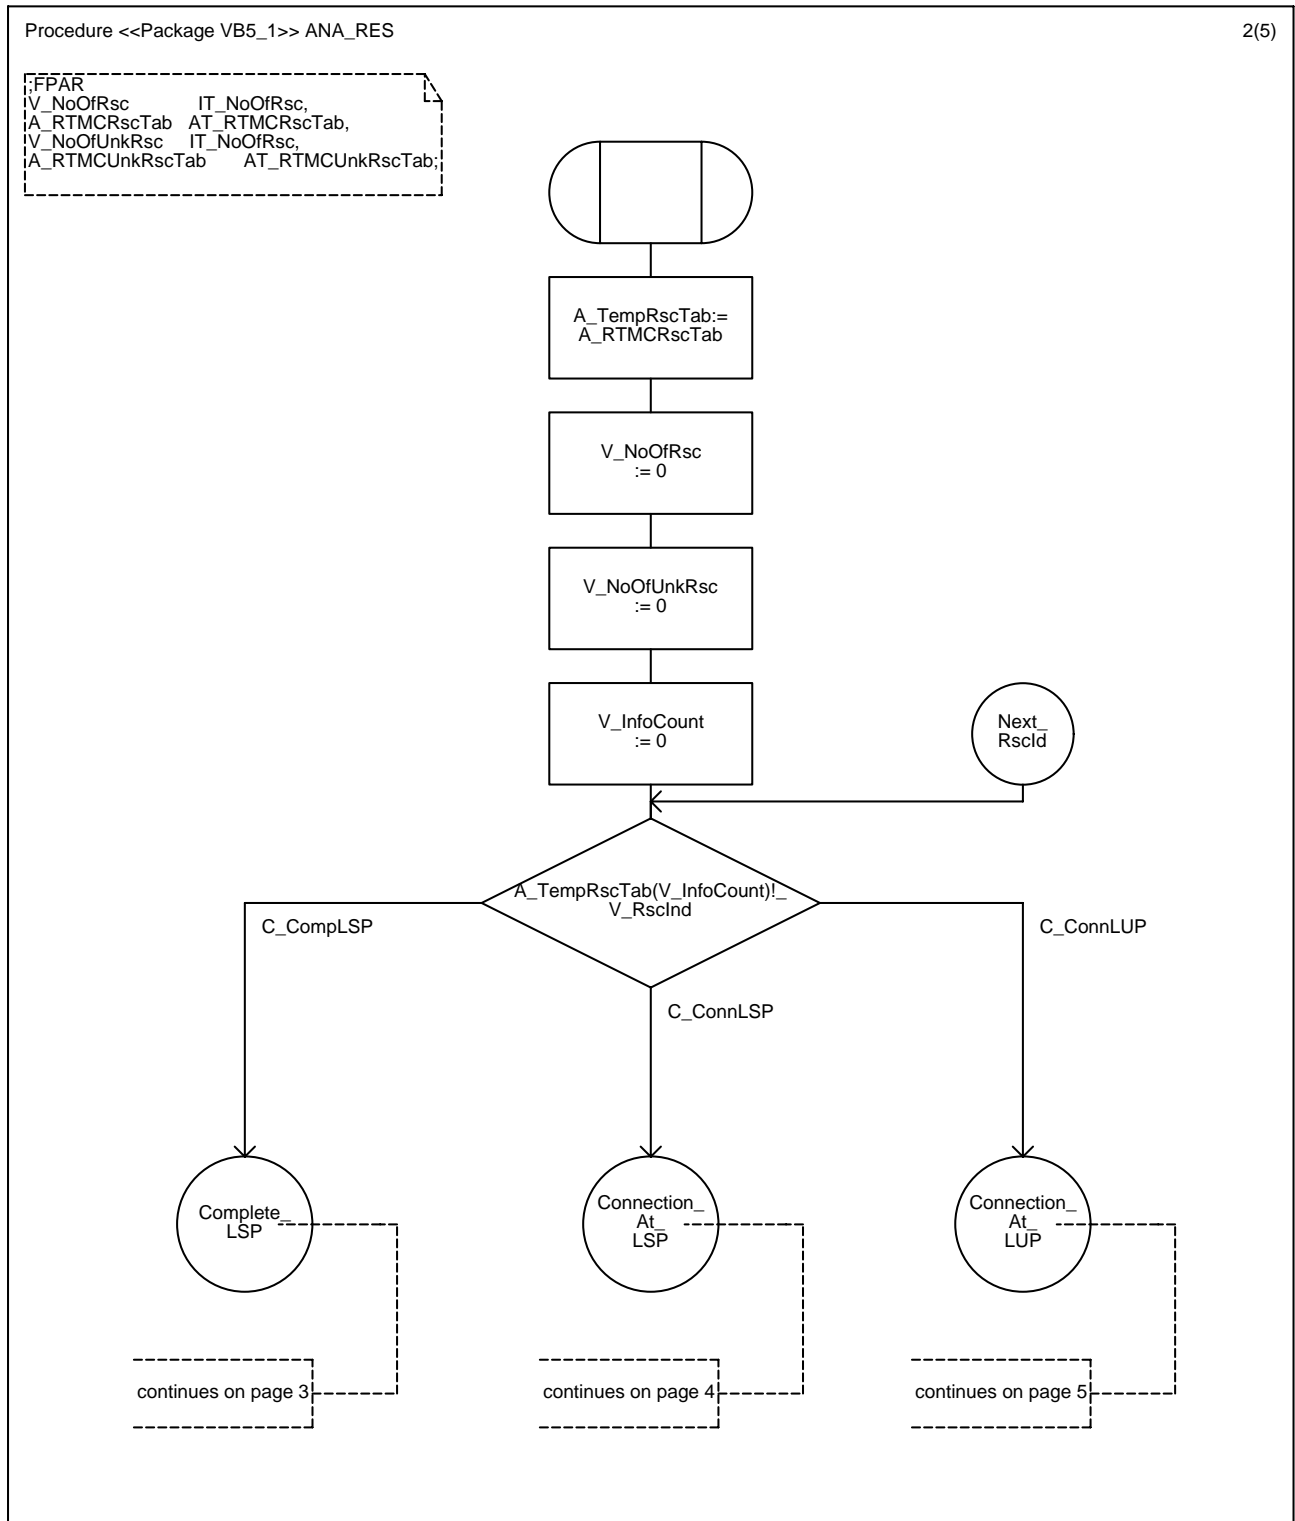 Procedure <<Package VB5_1>> ANA_RES
2(5)
;FPAR
V_NoOfRsc IT_NoOfRsc,
A_RTMCRscTab AT_RTMCRscTab,
V_NoOfUnkRsc IT_NoOfRsc,
A_RTMCUnkRscTab AT_RTMCUnkRscTab;
A_TempRscTab:=
A_RTMCRscTab
V_NoOfRsc
:= 0
V_NoOfUnkRsc
:= 0
V_InfoCount
:= 0
Next_
RscId
A_TempRscTab(V_InfoCount)!_
V_RscInd
C_CompLSP
C_ConnLUP
C_ConnLSP
Complete_
LSP
Connection_
At_
LSP
Connection_
At_
LUP
continues on page 3
continues on page 4
continues on page 5